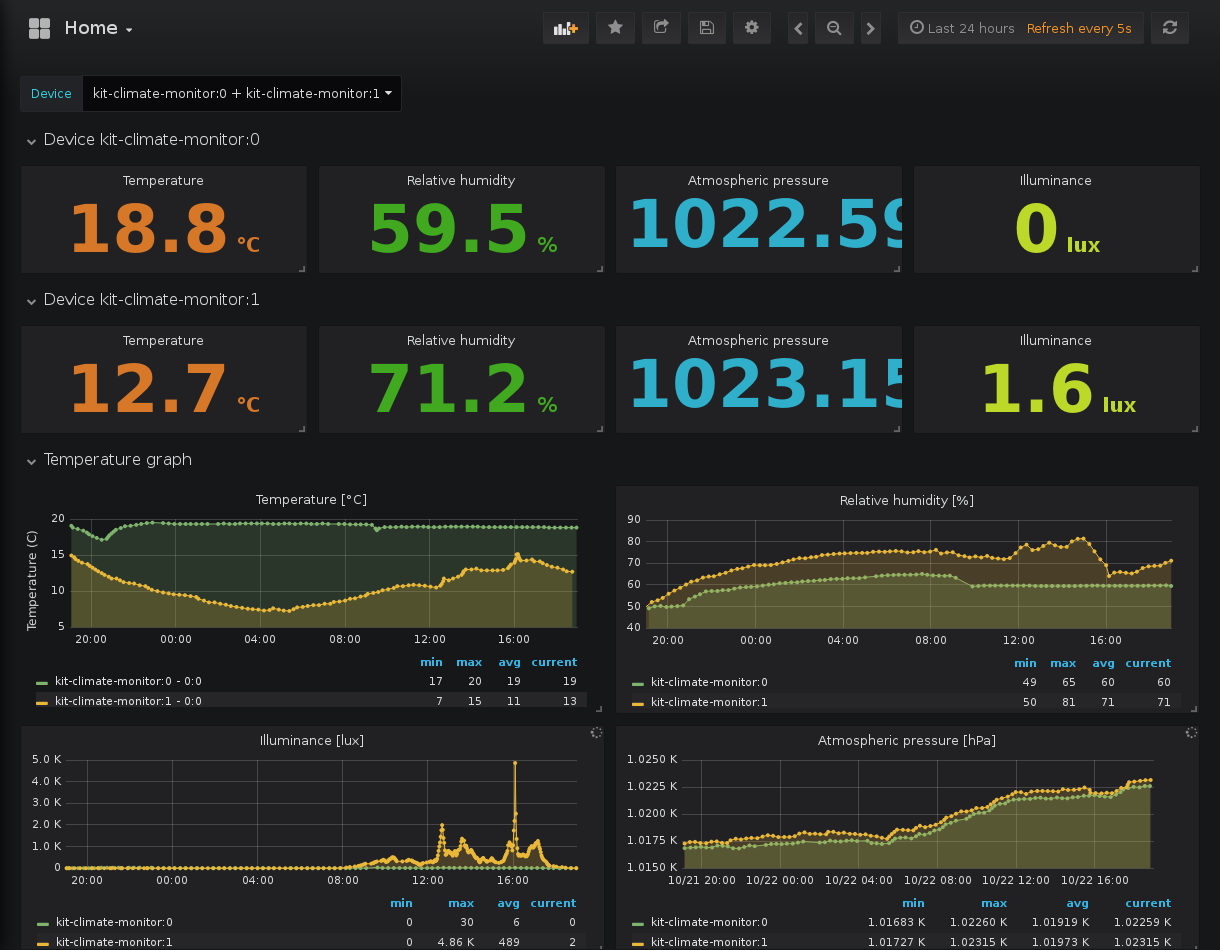 Home
Last 24 hours Refresh every 5s
Device kit-climate-monitor:0 + kit-climate-monitor:1
Device kit-climate-monitor:0
Temperature Relative humidity Atmospheric pressure Illuminance
18.8 °C 59.5 % 1022.59 0 lux
Device kit-climate-monitor:1
Temperature Relative humidity Atmospheric pressure Illuminance
12.7 °C 71.2 % 1023.15 1.6 lux
Temperature graph
Temperature [°C]
Temperature (C)
20
15
10
5
20:00 00:00 04:00 08:00 12:00 16:00
min max avg current
kit-climate-monitor:0 - 0:0 17 20 19 19
kit-climate-monitor:1 - 0:0 7 15 11 13
Relative humidity [%]
90
80
70
60
50
40
20:00 00:00 04:00 08:00 12:00 16:00
min max avg current
kit-climate-monitor:0 49 65 60 60
kit-climate-monitor:1 50 81 71 71
Illuminance [lux]
5.0 K
4.0 K
3.0 K
2.0 K
1.0 K
0
20:00 00:00 04:00 08:00 12:00 16:00
min max avg current
kit-climate-monitor:0 0 30 6 0
kit-climate-monitor:1 0 4.86 K 489 2
Atmospheric pressure [hPa]
1.0250 K
1.0225 K
1.0200 K
1.0175 K
1.0150 K
10/21 20:00 10/22 00:00 10/22 04:00 10/22 08:00 10/22 12:00 10/22 16:00
min max avg current
kit-climate-monitor:0 1.01683 K 1.02260 K 1.01919 K 1.02259 K
kit-climate-monitor:1 1.01727 K 1.02315 K 1.01973 K 1.02315 K